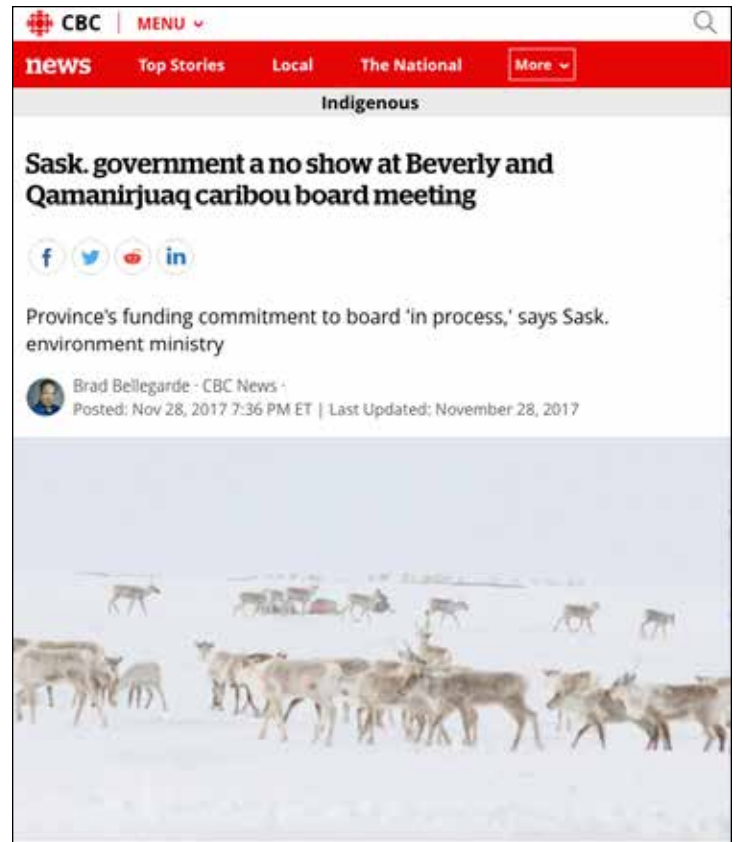 CBC MENU
news Top Stories Local The National More
Indigenous
Sask. government a no show at Beverly and
Qamanirjuaq caribou board meeting
f in
Province's funding commitment to board 'in process,' says Sask.
environment ministry
Brad Bellegarde · CBC News ·
Posted: Nov 28, 2017 7:36 PM ET | Last Updated: November 28, 2017